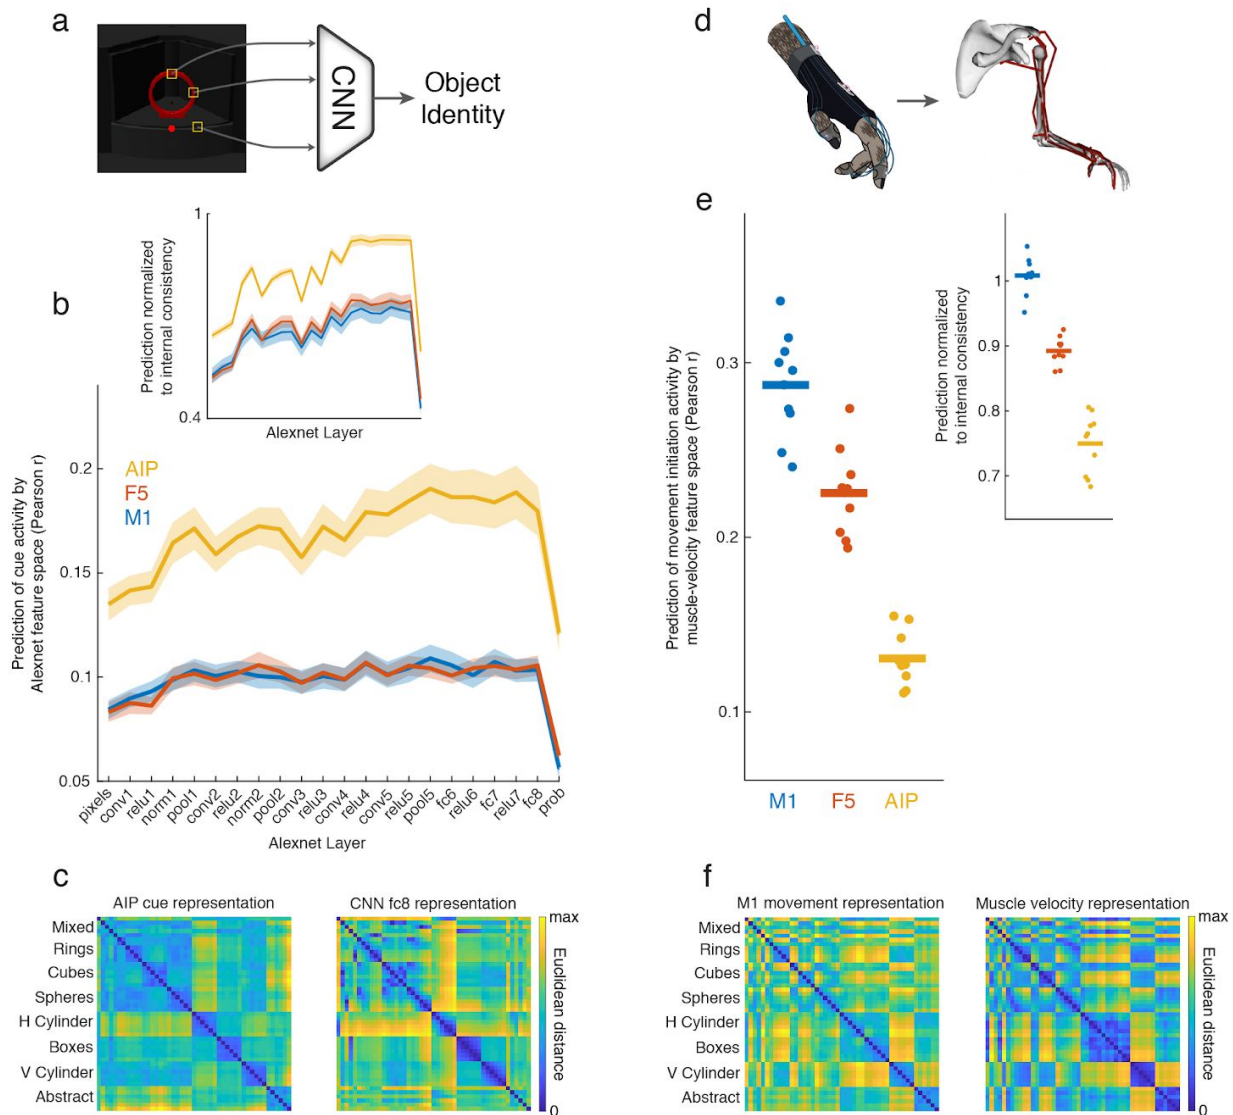 a
CNN
Object
Identity
1
Prediction normalized
to internal consistency
0.4
Alexnet Layer
b
AIP
F5
M1
Prediction of cue activity by
Alexnet feature space (Pearson r)
0.2
0.15
0.1
0.05
pixels
conv1
relu1
norm1
pool1
conv2
relu2
norm2
pool2
conv3
relu3
conv4
relu4
conv5
relu5
pool5
fc6
relu6
fc7
relu7
fc8
prob
Alexnet Layer
c
AIP cue representation
CNN fc8 representation
Mixed
Rings
Cubes
Spheres
H Cylinder
Boxes
V Cylinder
Abstract
max
Euclidean distance
0
d
e
Prediction of movement initiation activity by
muscle-velocity feature space (Pearson r)
0.3
0.2
0.1
M1
F5
AIP
Prediction normalized
to internal consistency
1
0.9
0.8
0.7
f
M1 movement representation
Muscle velocity representation
Mixed
Rings
Cubes
Spheres
H Cylinder
Boxes
V Cylinder
Abstract
max
Euclidean distance
0